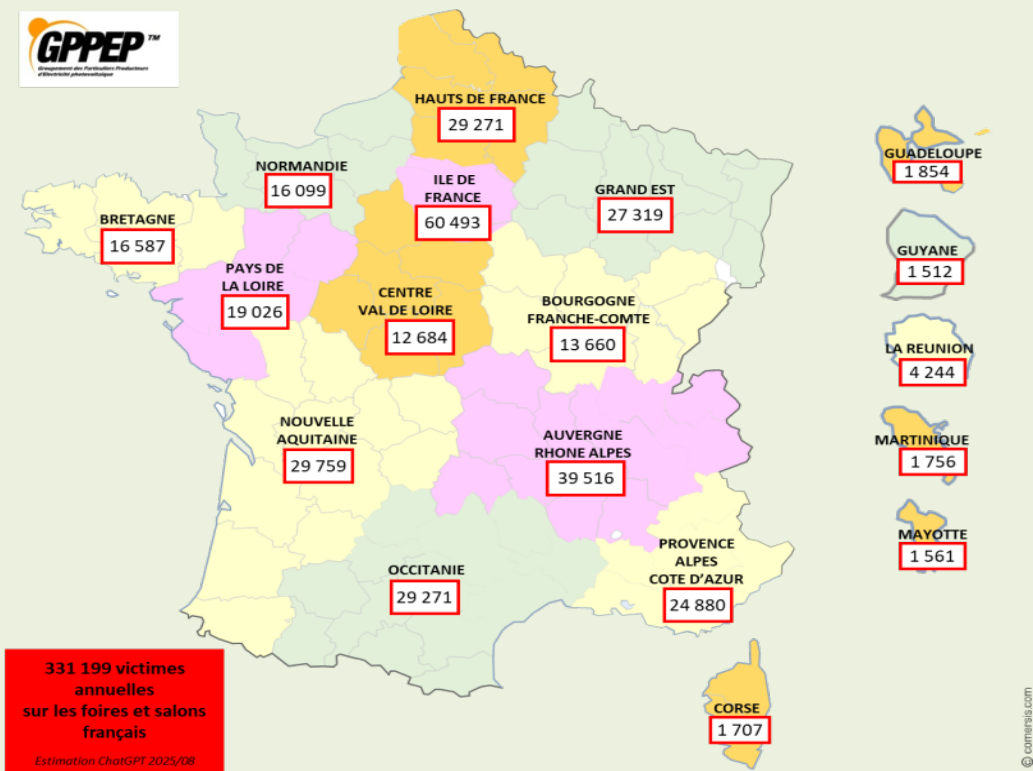 GPPEP™
Groupement des Particuliers Producteurs
d'Electricité photovoltaïque
HAUTS DE FRANCE
29 271
NORMANDIE
16 099
ILE DE
FRANCE
60 493
GRAND EST
27 319
BRETAGNE
16 587
PAYS DE
LA LOIRE
19 026
CENTRE
VAL DE LOIRE
12 684
BOURGOGNE
FRANCHE-COMTE
13 660
NOUVELLE
AQUITAINE
29 759
AUVERGNE
RHONE ALPES
39 516
OCCITANIE
29 271
PROVENCE
ALPES
COTE D'AZUR
24 880
CORSE
1 707
GUADELOUPE
1 854
GUYANE
1 512
LA REUNION
4 244
MARTINIQUE
1 756
MAYOTTE
1 561
331 199 victimes
annuelles
sur les foires et salons
français
Estimation ChatGPT 2025/08
© comersis.com